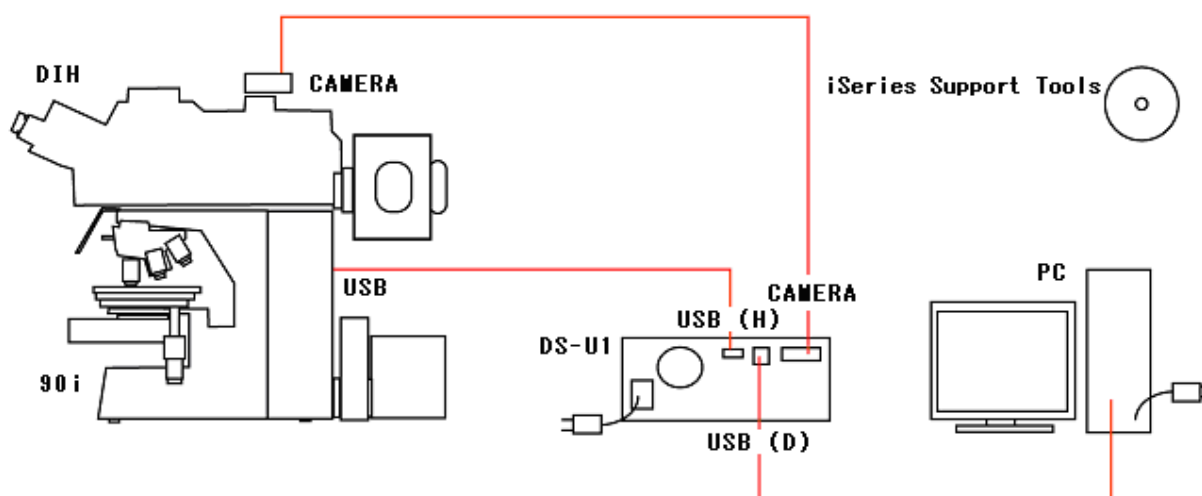 DIH
CAMERA
iSeries Support Tools
USB
CAMERA
PC
USB (H)
DS-U1
90i
USB (D)